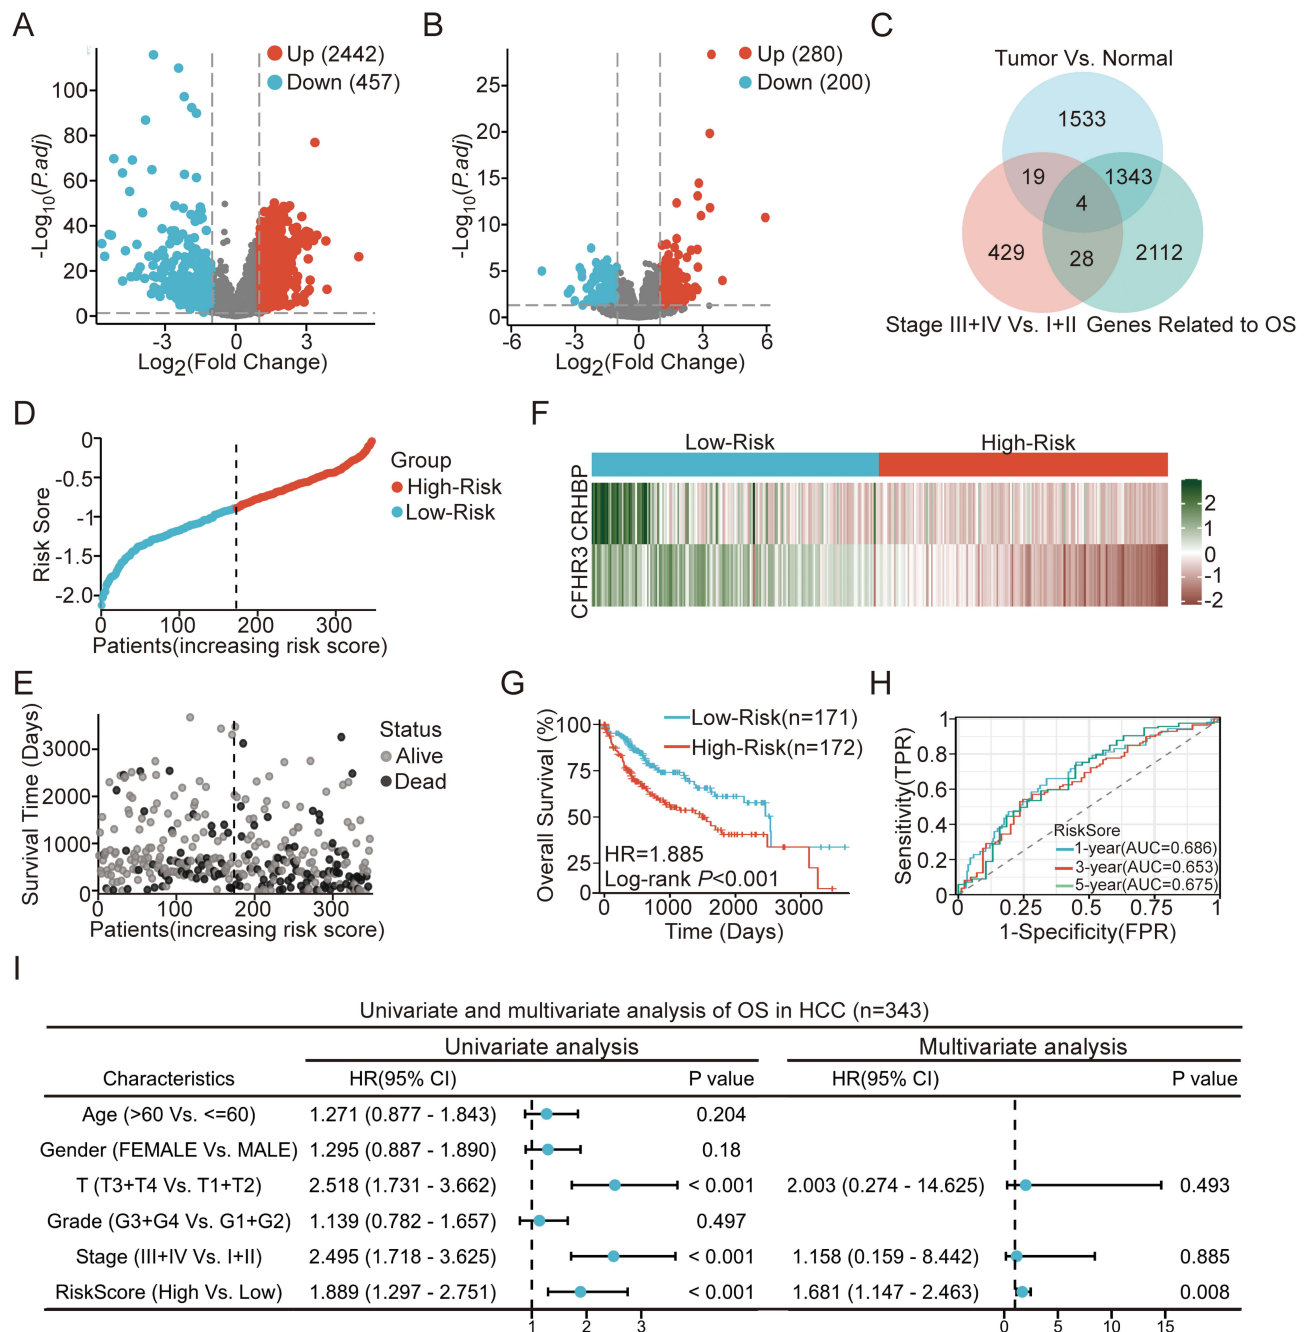 A
Up (2442)
Down (457)
-Log10(P.adj)
100
80
60
40
20
0
-3 0 3
Log2(Fold Change)
B
Up (280)
Down (200)
-Log10(P.adj)
25
20
15
10
5
0
-6 -3 0 3 6
Log2(Fold Change)
C
Tumor Vs. Normal
1533
19 1343
4
429 28 2112
Stage III+IV Vs. I+II Genes Related to OS
D
Risk Sore
0
-0.5
-1
-1.5
-2.0
0 100 200 300
Patients(increasing risk score)
Group
High-Risk
Low-Risk
F
Low-Risk High-Risk
CRHBP
CFHR3
2
1
0
-1
-2
E
Survival Time (Days)
3000
2000
1000
0
0 100 200 300
Patients(increasing risk score)
Status
Alive
Dead
G
Overall Survival (%)
100
75
50
25
0
Low-Risk(n=171)
High-Risk(n=172)
HR=1.885
Log-rank P<0.001
0 1000 2000 3000
Time (Days)
H
Sensitivity(TPR)
1
0.8
0.6
0.4
0.2
0
RiskSore
1-year(AUC=0.686)
3-year(AUC=0.653)
5-year(AUC=0.675)
0 0.25 0.5 0.75 1
1-Specificity(FPR)
I
Univariate and multivariate analysis of OS in HCC (n=343)
Univariate analysis Multivariate analysis
Characteristics HR(95% CI) P value HR(95% CI) P value
Age (>60 Vs. <=60) 1.271 (0.877 - 1.843) 0.204
Gender (FEMALE Vs. MALE) 1.295 (0.887 - 1.890) 0.18
T (T3+T4 Vs. T1+T2) 2.518 (1.731 - 3.662) < 0.001 2.003 (0.274 - 14.625) 0.493
Grade (G3+G4 Vs. G1+G2) 1.139 (0.782 - 1.657) 0.497
Stage (III+IV Vs. I+II) 2.495 (1.718 - 3.625) < 0.001 1.158 (0.159 - 8.442) 0.885
RiskScore (High Vs. Low) 1.889 (1.297 - 2.751) < 0.001 1.681 (1.147 - 2.463) 0.008
1 2 3 0 5 10 15